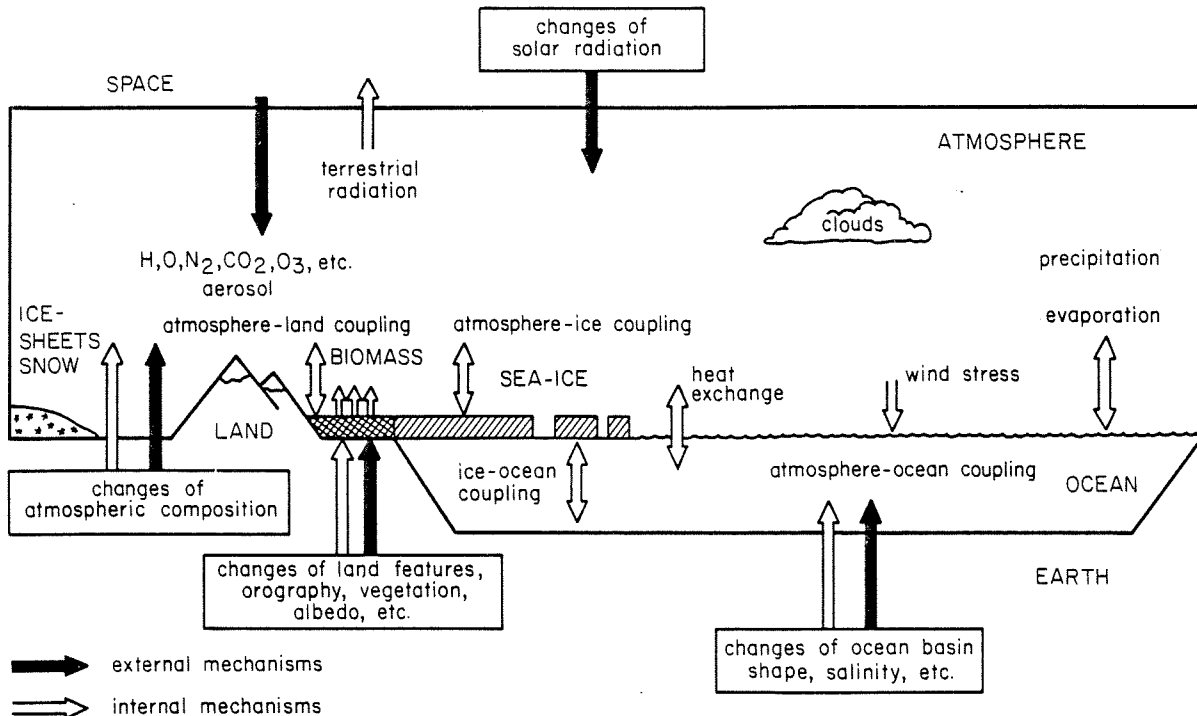 changes of
solar radiation
SPACE
ATMOSPHERE
terrestrial
radiation
clouds
H,O,N2,CO2,O3, etc.
aerosol
precipitation
ICE-
SHEETS
SNOW
atmosphere-land coupling
atmosphere-ice coupling
evaporation
BIOMASS
SEA-ICE
heat
exchange
wind stress
LAND
changes of
atmospheric composition
ice-ocean
coupling
atmosphere-ocean coupling
OCEAN
changes of land features,
orography, vegetation,
albedo, etc.
EARTH
changes of ocean basin
shape, salinity, etc.
external mechanisms
internal mechanisms